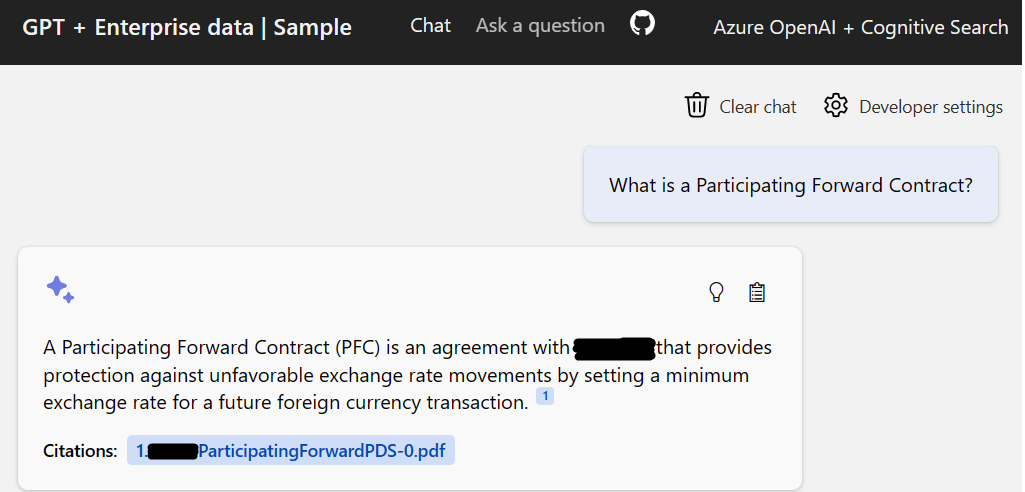 GPT + Enterprise data | Sample
Chat
Ask a question
Azure OpenAI + Cognitive Search
Clear chat
Developer settings
What is a Participating Forward Contract?
A Participating Forward Contract (PFC) is an agreement with that provides
protection against unfavorable exchange rate movements by setting a minimum
exchange rate for a future foreign currency transaction. 1
Citations: 1. ParticipatingForwardPDS-0.pdf